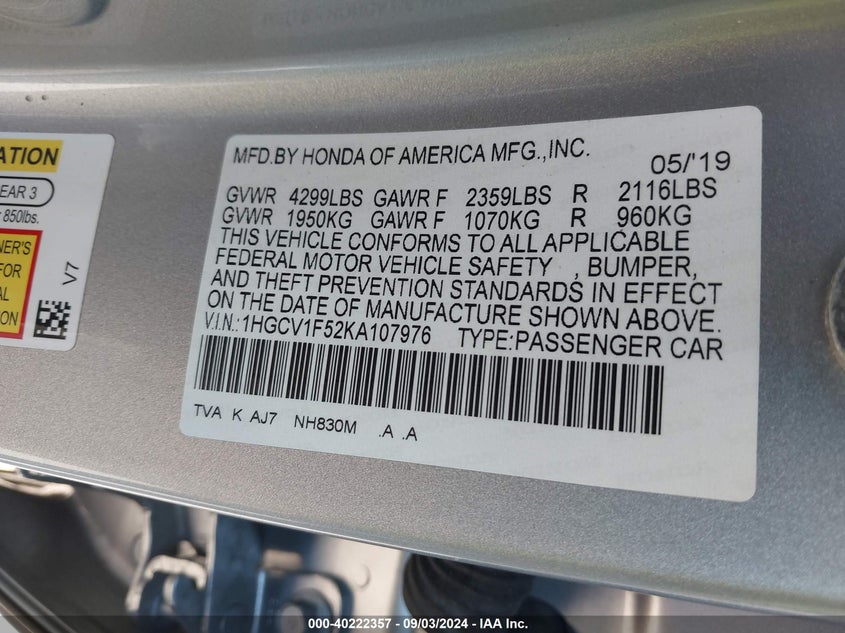 ATION
EAR 3
850lbs.
NER'S
FOR
AL
ION
V7
MFD.BY HONDA OF AMERICA MFG.,INC. 05/'19
GVWR 4299LBS GAWR F 2359LBS R 2116LBS
GVWR 1950KG GAWR F 1070KG R 960KG
THIS VEHICLE CONFORMS TO ALL APPLICABLE
FEDERAL MOTOR VEHICLE SAFETY , BUMPER,
AND THEFT PREVENTION STANDARDS IN EFFECT
ON THE DATE OF MANUFACTURE SHOWN ABOVE.
V.I.N.:1HGCV1F52KA107976 TYPE:PASSENGER CAR
TVA K AJ7 NH830M .A .A
000-40222357 - 09/03/2024 - IAA Inc.